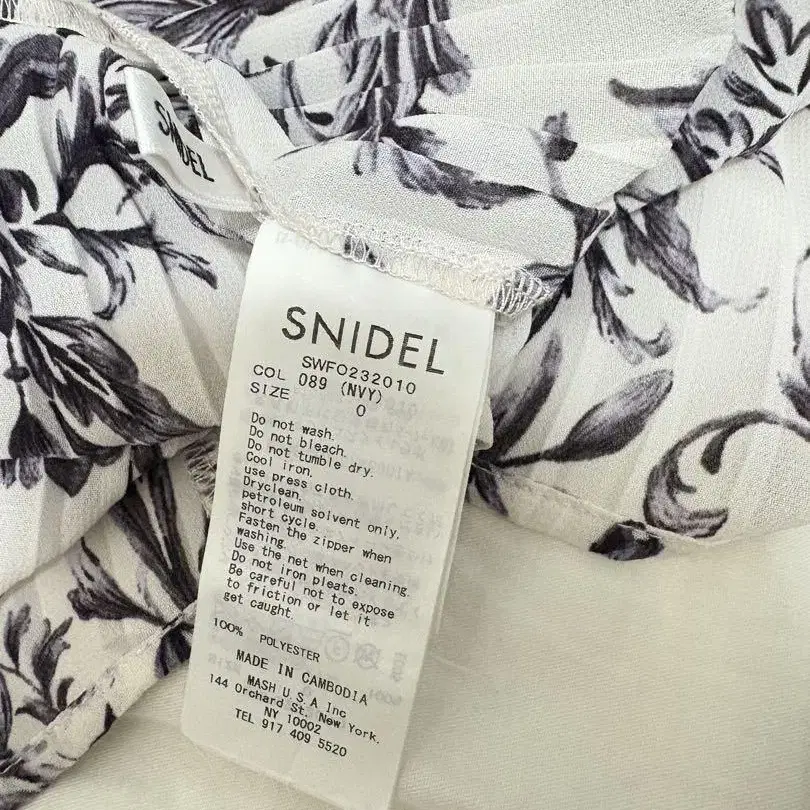 SNIDEL
SNIDEL
SWFO232010
COL 089 (NVY)
SIZE 0
Do not wash.
Do not bleach.
Do not tumble dry.
Cool iron,
use press cloth.
Dryclean,
petroleum solvent only,
short cycle.
Fasten the zipper when
washing.
Use the net when cleaning.
Do not iron pleats.
Be careful not to expose
to friction or let it
get caught.
100% POLYESTER
MADE IN CAMBODIA
MASH U S A Inc
144 Orchard St, New York,
NY 10002
TEL 917 409 5520